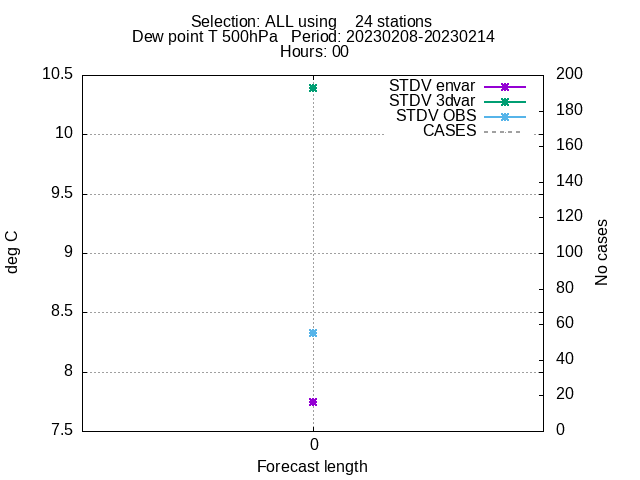 Selection: ALL using    24 stations
Dew point T 500hPa   Period: 20230208-20230214
Hours: 00
STDV envar
STDV 3dvar
STDV OBS
CASES
10.5
10
9.5
9
8.5
8
7.5
200
180
160
140
120
100
80
60
40
20
0
deg C
No cases
0
Forecast length